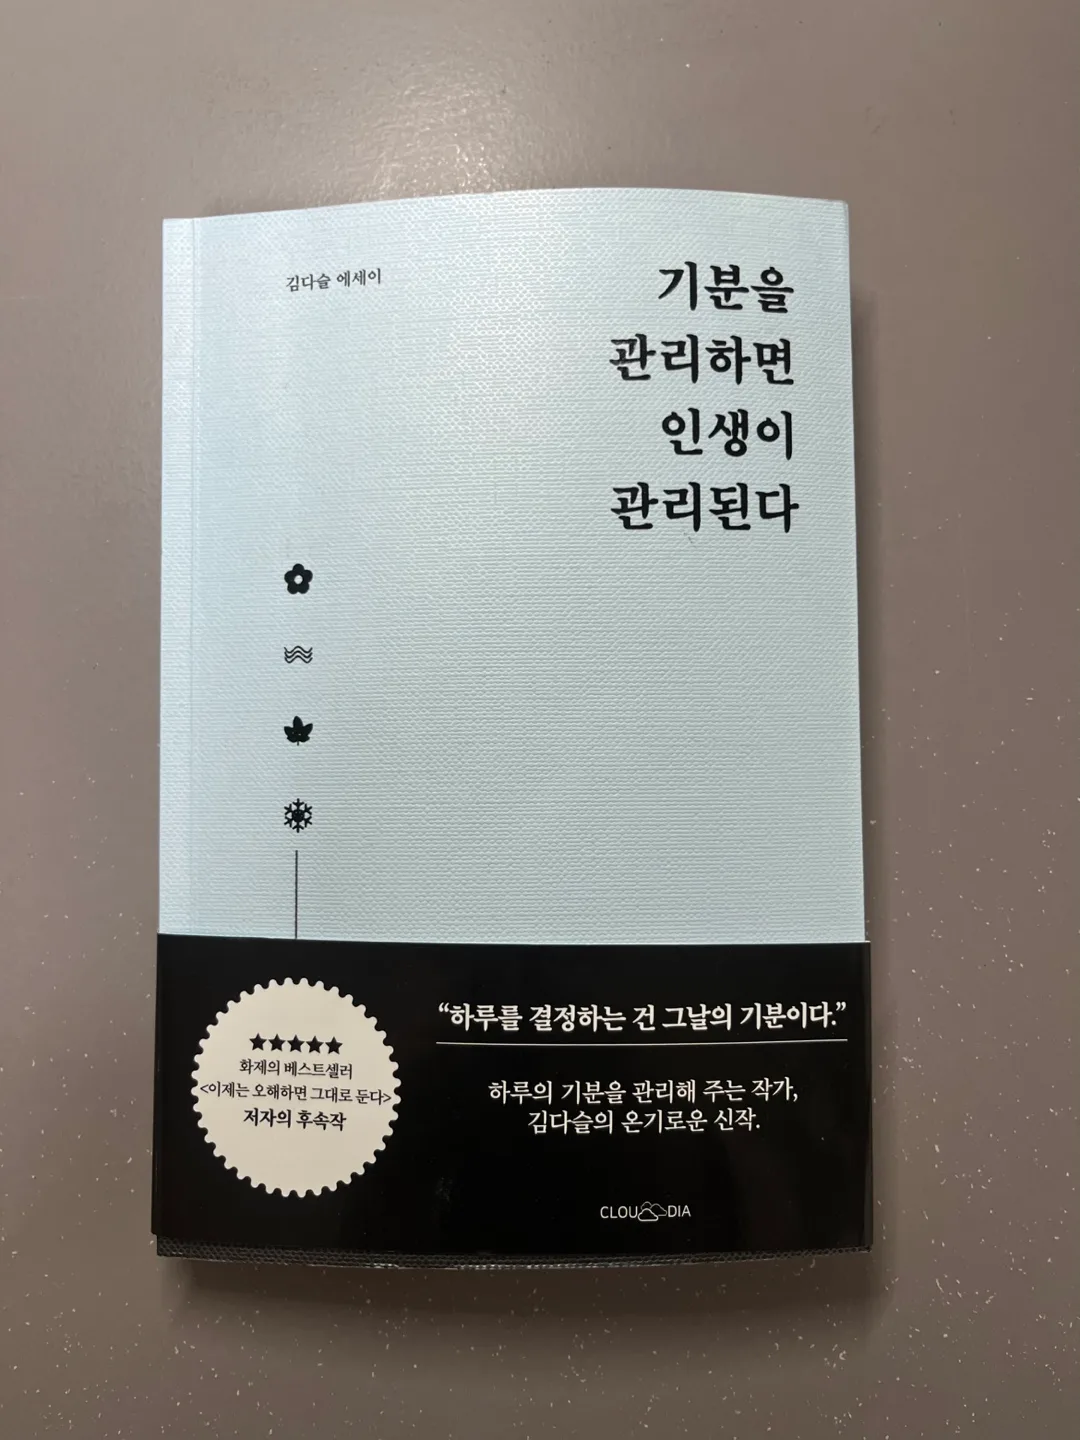 김다슬 에세이
기분을
관리하면
인생이
관리된다
★★★★★
화제의 베스트셀러
<이제는 오해하면 그대로 둔다>
저자의 후속작
“하루를 결정하는 건 그날의 기분이다.”
하루의 기분을 관리해 주는 작가,
김다슬의 온기로운 신작.
CLOUDIA